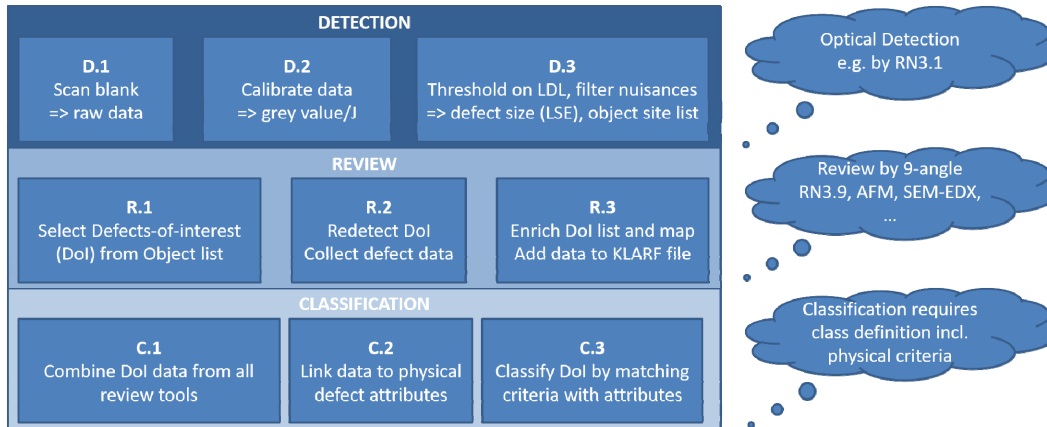 DETECTION
D.1
Scan blank
=> raw data
D.2
Calibrate data
=> grey value/J
D.3
Threshold on LDL, filter nuisances
=> defect size (LSE), object site list
Optical Detection
e.g. by RN3.1
REVIEW
R.1
Select Defects-of-interest
(DoI) from Object list
R.2
Redetect DoI
Collect defect data
R.3
Enrich DoI list and map
Add data to KLARF file
Review by 9-angle
RN3.9, AFM, SEM-EDX,
...
CLASSIFICATION
C.1
Combine DoI data from all
review tools
C.2
Link data to physical
defect attributes
C.3
Classify DoI by matching
criteria with attributes
Classification requires
class definition incl.
physical criteria